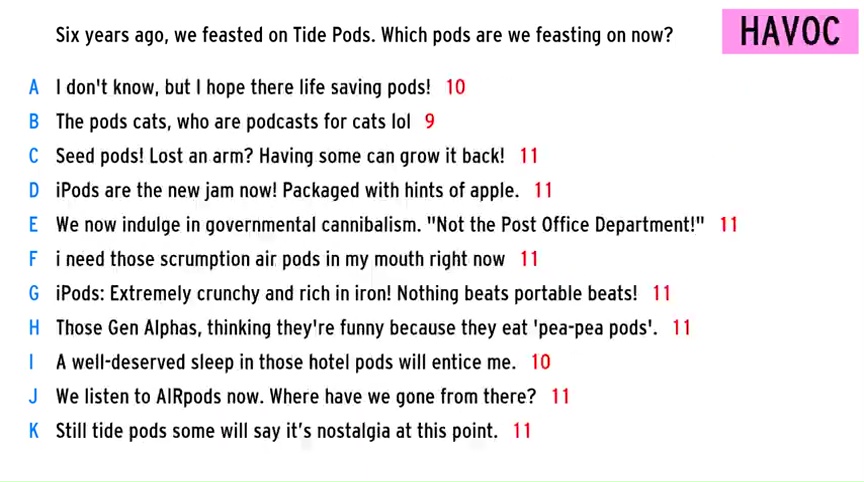 Six years ago, we feasted on Tide Pods. Which pods are we feasting on now?
HAVOC
A I don't know, but I hope there life saving pods! 10
B The pods cats, who are podcasts for cats lol 9
C Seed pods! Lost an arm? Having some can grow it back! 11
D iPods are the new jam now! Packaged with hints of apple. 11
E We now indulge in governmental cannibalism. "Not the Post Office Department!" 11
F i need those scrumption air pods in my mouth right now 11
G iPods: Extremely crunchy and rich in iron! Nothing beats portable beats! 11
H Those Gen Alphas, thinking they're funny because they eat 'pea-pea pods'. 11
I A well-deserved sleep in those hotel pods will entice me. 10
J We listen to AIRpods now. Where have we gone from there? 11
K Still tide pods some will say it's nostalgia at this point. 11